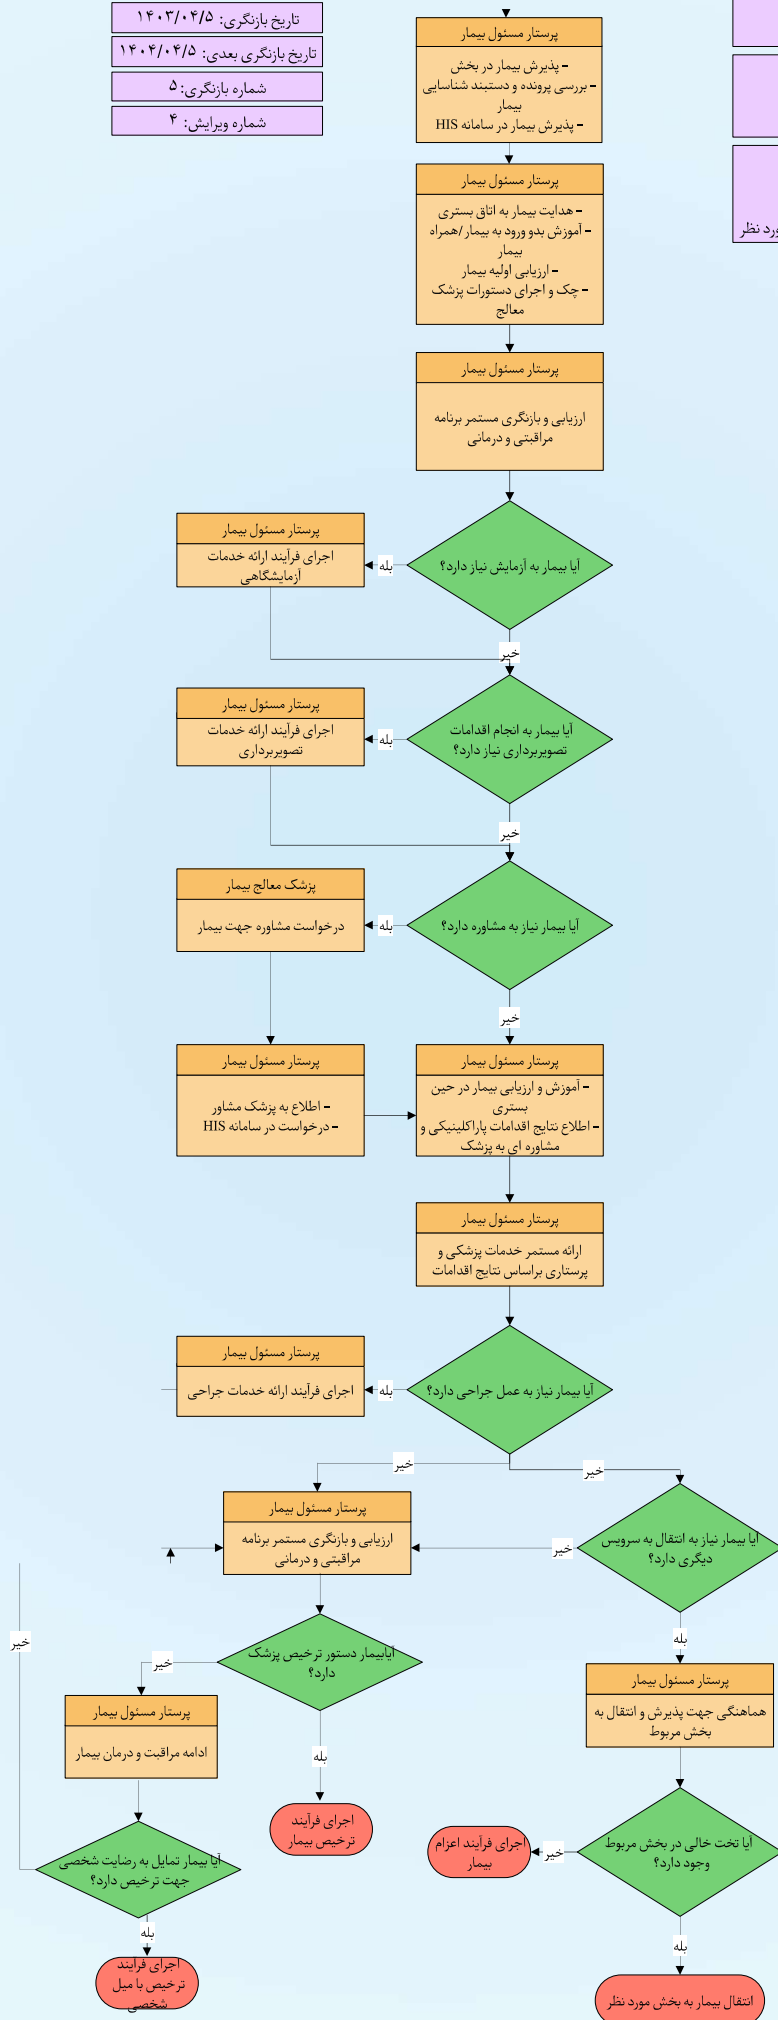 تاریخ بازنگری: ۱۴۰۳/۰۴/۵
تاریخ بازنگری بعدی: ۱۴۰۴/۰۴/۵
شماره بازنگری: ۵
شماره ویرایش: ۴
ورد نظر
پرستار مسئول بیمار
- پذیرش بیمار در بخش
- بررسی پرونده و دستبند شناسایی
بیمار
- پذیرش بیمار در سامانه HIS
پرستار مسئول بیمار
- هدایت بیمار به اتاق بستری
- آموزش بدو ورود به بیمار/همراه
بیمار
- ارزیابی اولیه بیمار
- چک و اجرای دستورات پزشک
معالج
پرستار مسئول بیمار
ارزیابی و بازنگری مستمر برنامه
مراقبتی و درمانی
آیا بیمار به آزمایش نیاز دارد؟
بله
پرستار مسئول بیمار
اجرای فرآیند ارائه خدمات
آزمایشگاهی
خیر
آیا بیمار به انجام اقدامات
تصویربرداری نیاز دارد؟
بله
پرستار مسئول بیمار
اجرای فرآیند ارائه خدمات
تصویربرداری
خیر
آیا بیمار نیاز به مشاوره دارد؟
بله
پزشک معالج بیمار
درخواست مشاوره جهت بیمار
خیر
پرستار مسئول بیمار
- اطلاع به پزشک مشاور
- درخواست در سامانه HIS
پرستار مسئول بیمار
- آموزش و ارزیابی بیمار در حین
بستری
- اطلاع نتایج اقدامات پاراکلینیکی و
مشاوره ای به پزشک
پرستار مسئول بیمار
ارائه مستمر خدمات پزشکی و
پرستاری براساس نتایج اقدامات
آیا بیمار نیاز به عمل جراحی دارد؟
بله
پرستار مسئول بیمار
اجرای فرآیند ارائه خدمات جراحی
خیر
خیر
آیا بیمار نیاز به انتقال به سرویس
دیگری دارد؟
خیر
پرستار مسئول بیمار
ارزیابی و بازنگری مستمر برنامه
مراقبتی و درمانی
بله
پرستار مسئول بیمار
هماهنگی جهت پذیرش و انتقال به
بخش مربوط
آیابیمار دستور ترخیص پزشک
دارد؟
خیر
خیر
پرستار مسئول بیمار
ادامه مراقبت و درمان بیمار
بله
اجرای فرآیند
ترخیص بیمار
آیا تخت خالی در بخش مربوط
وجود دارد؟
خیر
اجرای فرآیند اعزام
بیمار
آیا بیمار تمایل به رضایت شخصی
جهت ترخیص دارد؟
بله
اجرای فرآیند
ترخیص با میل
شخصی
بله
انتقال بیمار به بخش مورد نظر